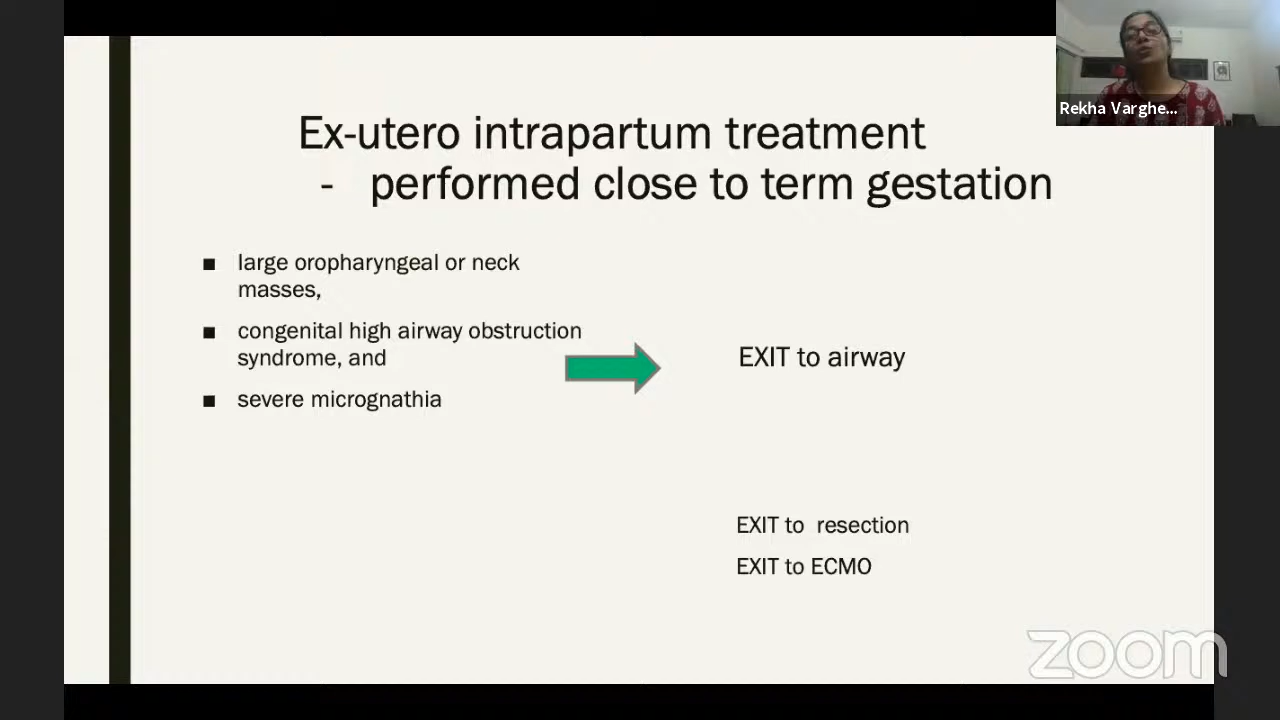 Ex-utero intrapartum treatment
- performed close to term gestation
■ large oropharyngeal or neck
masses,
■ congenital high airway obstruction
syndrome, and
■ severe micrognathia
EXIT to airway
EXIT to  resection
EXIT to ECMO
Rekha Varghe...
zoom